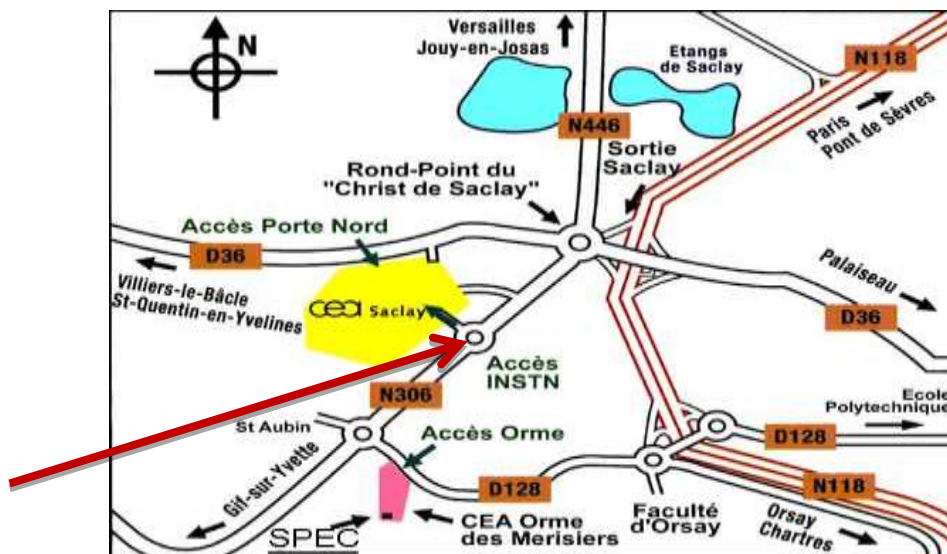 N
Versailles
Jouy-en-Josas
Etangs
de Saclay
N118
Paris
Pont de Sèvres
N446
Sortie
Saclay
Rond-Point du
"Christ de Saclay"
Accès Porte Nord
D36
Villiers-le-Bâcle
St-Quentin-en-Yvelines
cea Saclay
Palaiseau
D36
Accès
INSTN
N306
Ecole
Polytechnique
St Aubin
Accès Orme
D128
Gif-sur-Yvette
D128
N118
SPEC
CEA Orme
des Merisiers
Faculté
d'Orsay
Orsay
Chartres